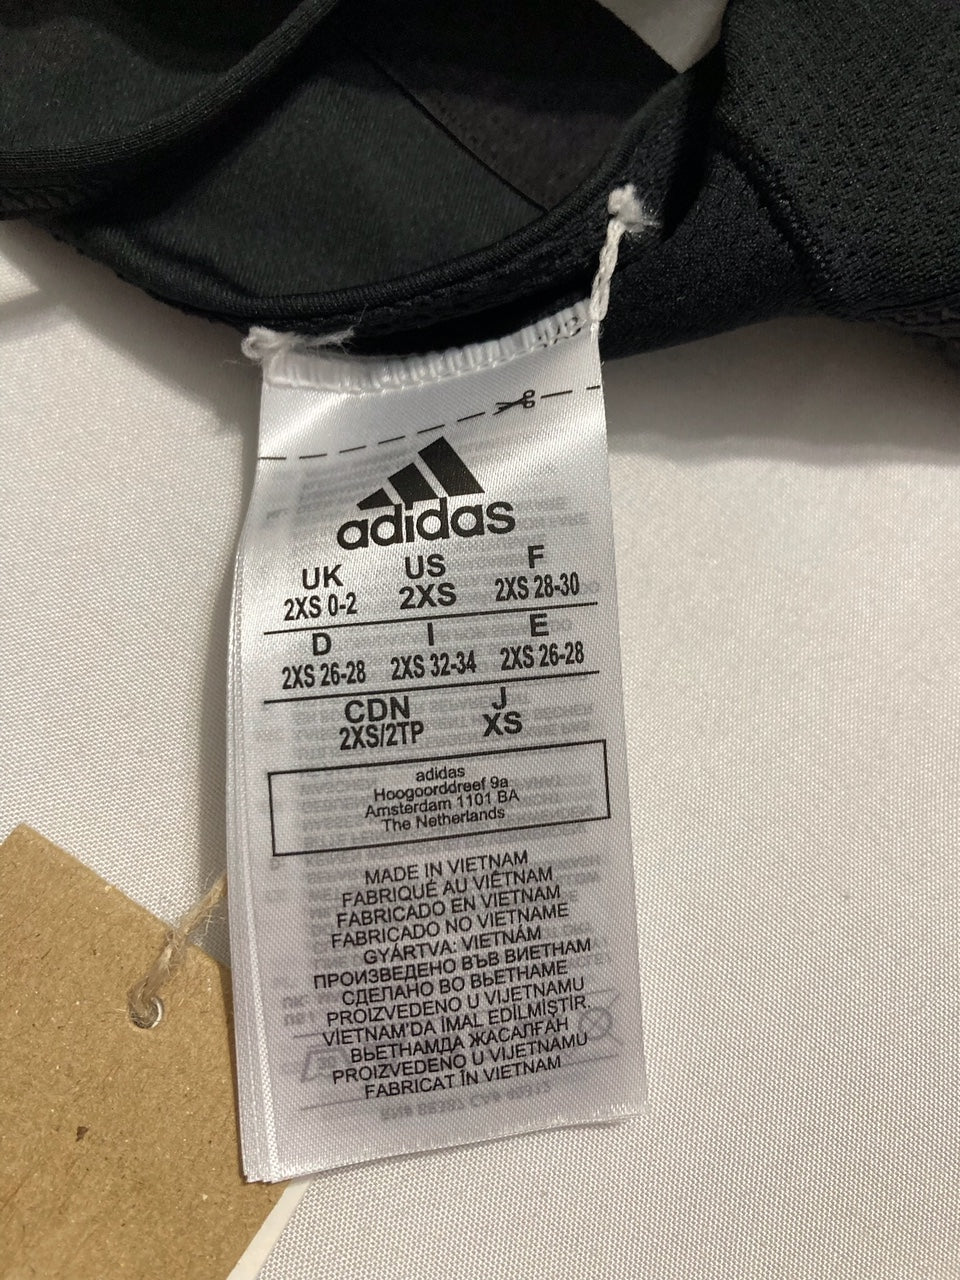 adidas
UK US F
2XS 0-2 2XS 2XS 28-30
D I E
2XS 26-28 2XS 32-34 2XS 26-28
CDN J
2XS/2TP XS
adidas
Hoogoorddreef 9a
Amsterdam 1101 BA
The Netherlands
MADE IN VIETNAM
FABRIQUÉ AU VIÊTNAM
FABRICADO EN VIETNAM
FABRICADO NO VIETNAME
GYÁRTVA: VIETNÁM
ПРОИЗВЕДЕНО ВЪВ ВИЕТНАМ
СДЕЛАНО ВО ВЬЕТНАМЕ
PROIZVEDENO U VIJETNAMU
VİETNAM'DA İMAL EDİLMİŞTİR.
ВЬЕТНАМДА ЖАСАЛҒАН
PROIZVEDENO U VIJETNAMU
FABRICAT ÎN VIETNAM